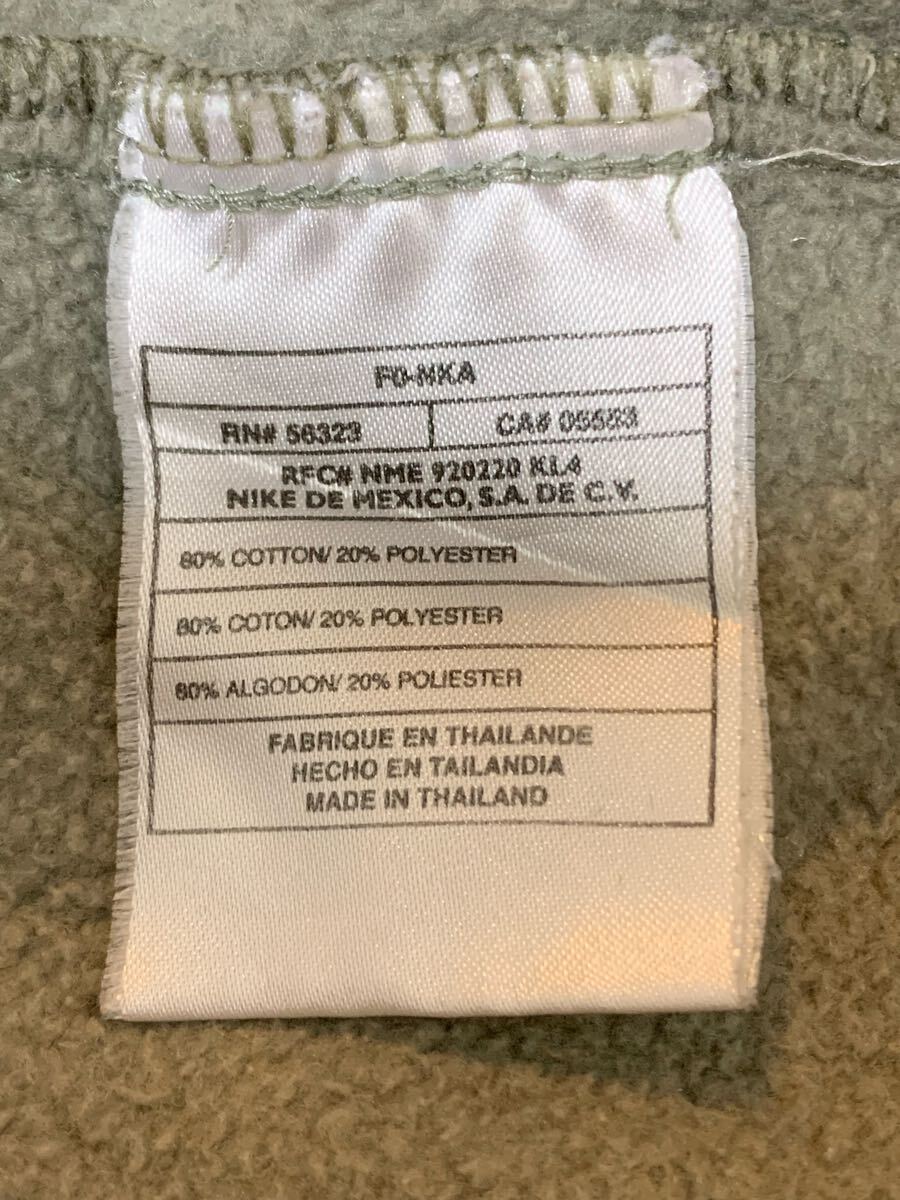 F0-NKA
RN# 56323
CA# 05553
RFC# NME 920220 KL4
NIKE DE MEXICO, S.A. DE C.V.
80% COTTON/ 20% POLYESTER
80% COTON/ 20% POLYESTER
80% ALGODON/ 20% POLIESTER
FABRIQUE EN THAILANDE
HECHO EN TAILANDIA
MADE IN THAILAND